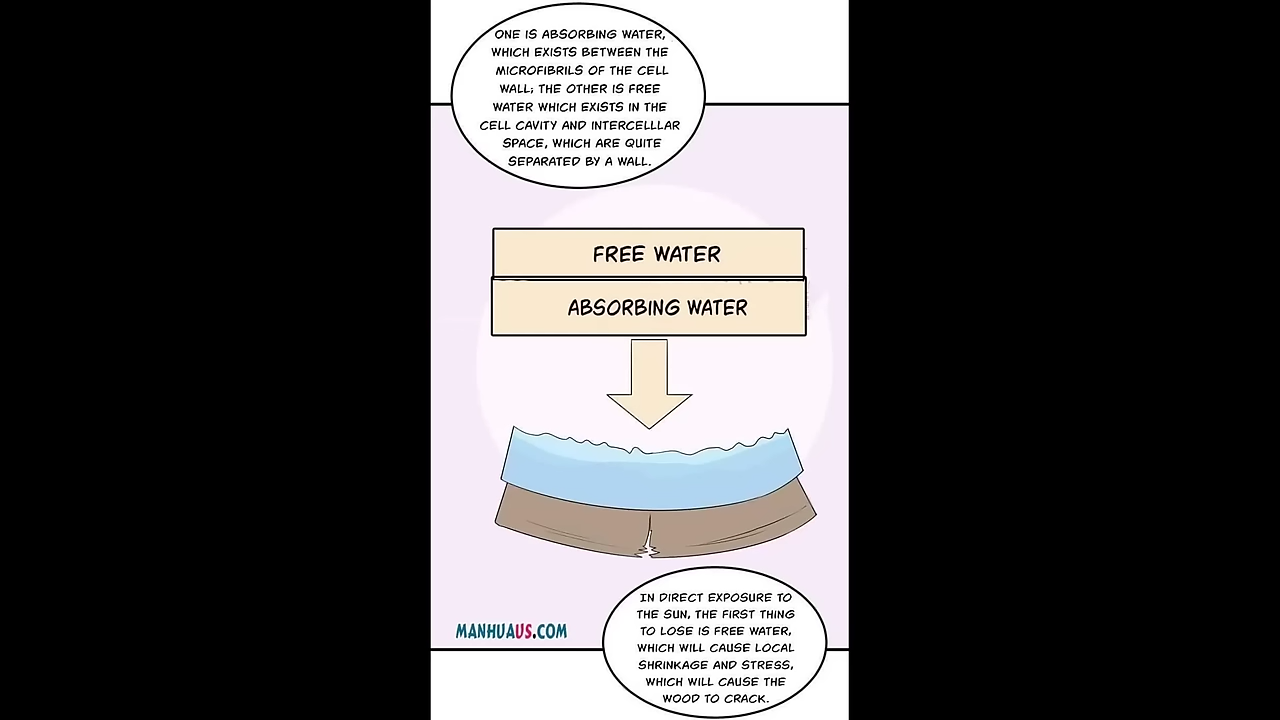 ONE IS ABSORBING WATER,
WHICH EXISTS BETWEEN THE
MICROFIBRILS OF THE CELL
WALL; THE OTHER IS FREE
WATER WHICH EXISTS IN THE
CELL CAVITY AND INTERCELLLAR
SPACE, WHICH ARE QUITE
SEPARATED BY A WALL.
FREE WATER
ABSORBING WATER
IN DIRECT EXPOSURE TO
THE SUN, THE FIRST THING
TO LOSE IS FREE WATER,
WHICH WILL CAUSE LOCAL
SHRINKAGE AND STRESS,
WHICH WILL CAUSE THE
WOOD TO CRACK.
MANHUAUS.COM